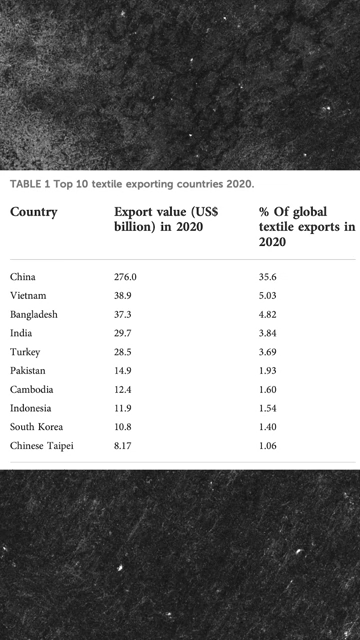 TABLE 1 Top 10 textile exporting countries 2020.
Country Export value (US$ billion) in 2020 % Of global textile exports in 2020
China 276.0 35.6
Vietnam 38.9 5.03
Bangladesh 37.3 4.82
India 29.7 3.84
Turkey 28.5 3.69
Pakistan 14.9 1.93
Cambodia 12.4 1.60
Indonesia 11.9 1.54
South Korea 10.8 1.40
Chinese Taipei 8.17 1.06